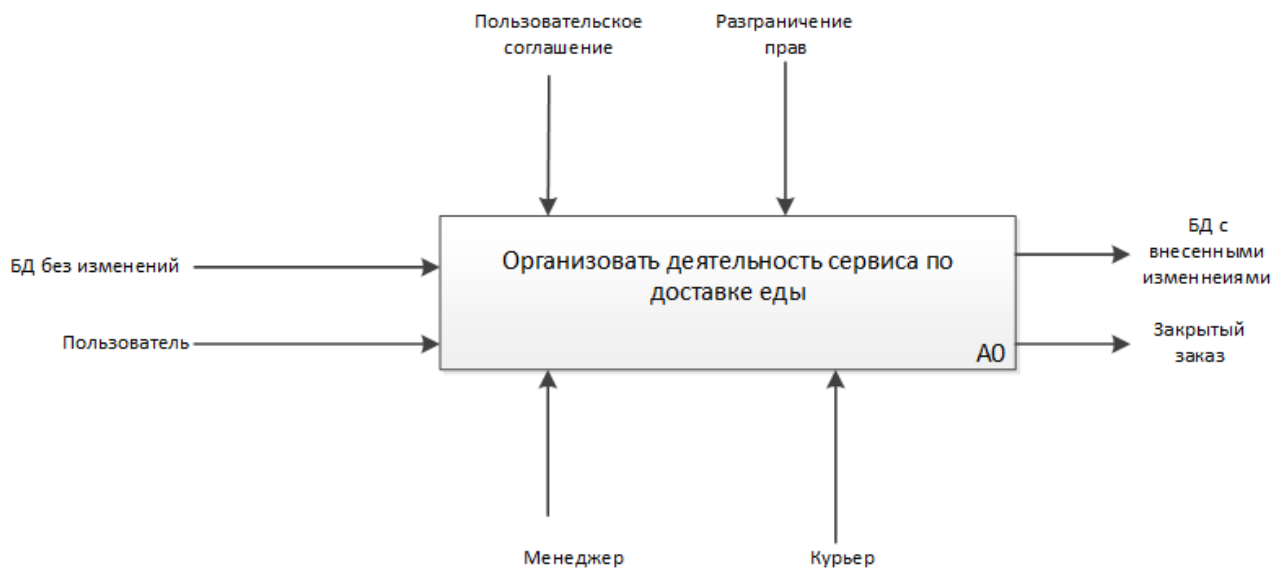 Пользовательское
соглашение
Разграничение
прав
БД без изменений
Пользователь
Организовать деятельность сервиса по
доставке еды
A0
БД с
внесенными
изменнеиями
Закрытый
заказ
Менеджер
Курьер